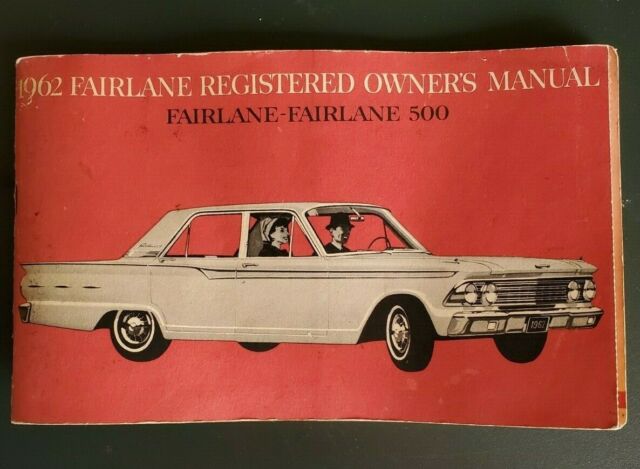 1962 FAIRLANE REGISTERED OWNER'S MANUAL
FAIRLANE-FAIRLANE 500
1962